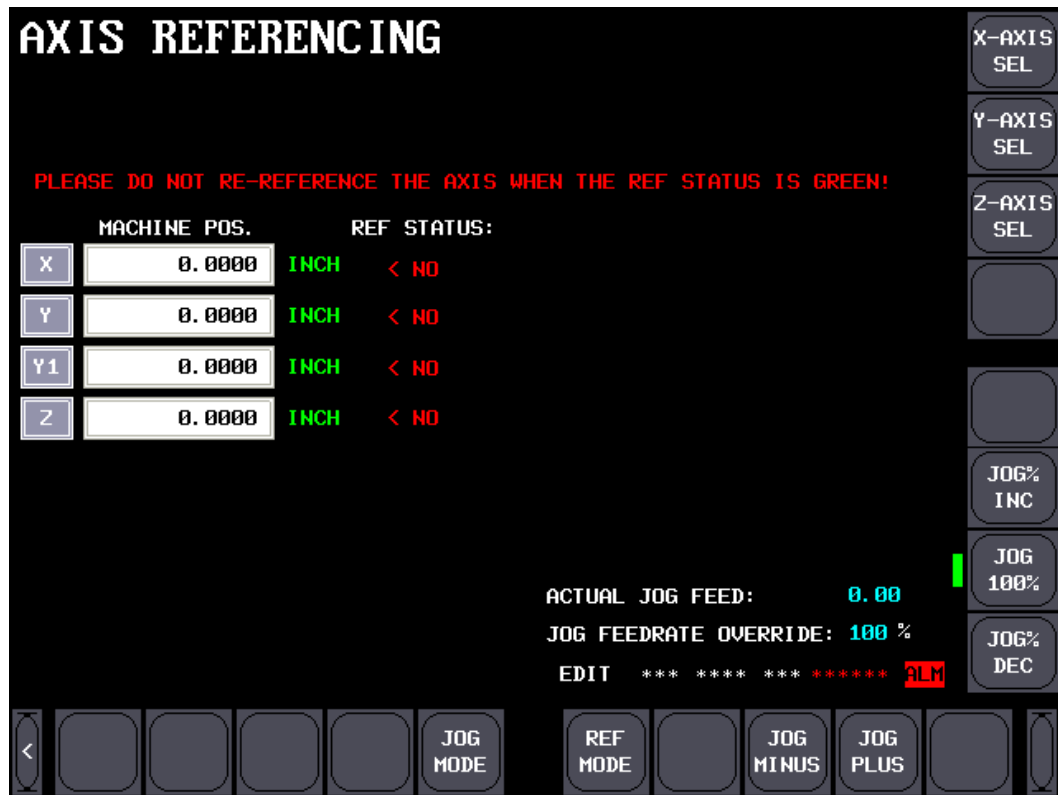 AXIS REFERENCING
PLEASE DO NOT RE-REFERENCE THE AXIS WHEN THE REF STATUS IS GREEN!
MACHINE POS. REF STATUS:
X 0.0000 INCH < NO
Y 0.0000 INCH < NO
Y1 0.0000 INCH < NO
Z 0.0000 INCH < NO
ACTUAL JOG FEED: 0.00
JOG FEEDRATE OVERRIDE: 100 %
EDIT *** **** *** ****** ALM
X-AXIS
SEL
Y-AXIS
SEL
Z-AXIS
SEL
JOG%
INC
JOG
100%
JOG%
DEC
<
JOG
MODE
REF
MODE
JOG
MINUS
JOG
PLUS